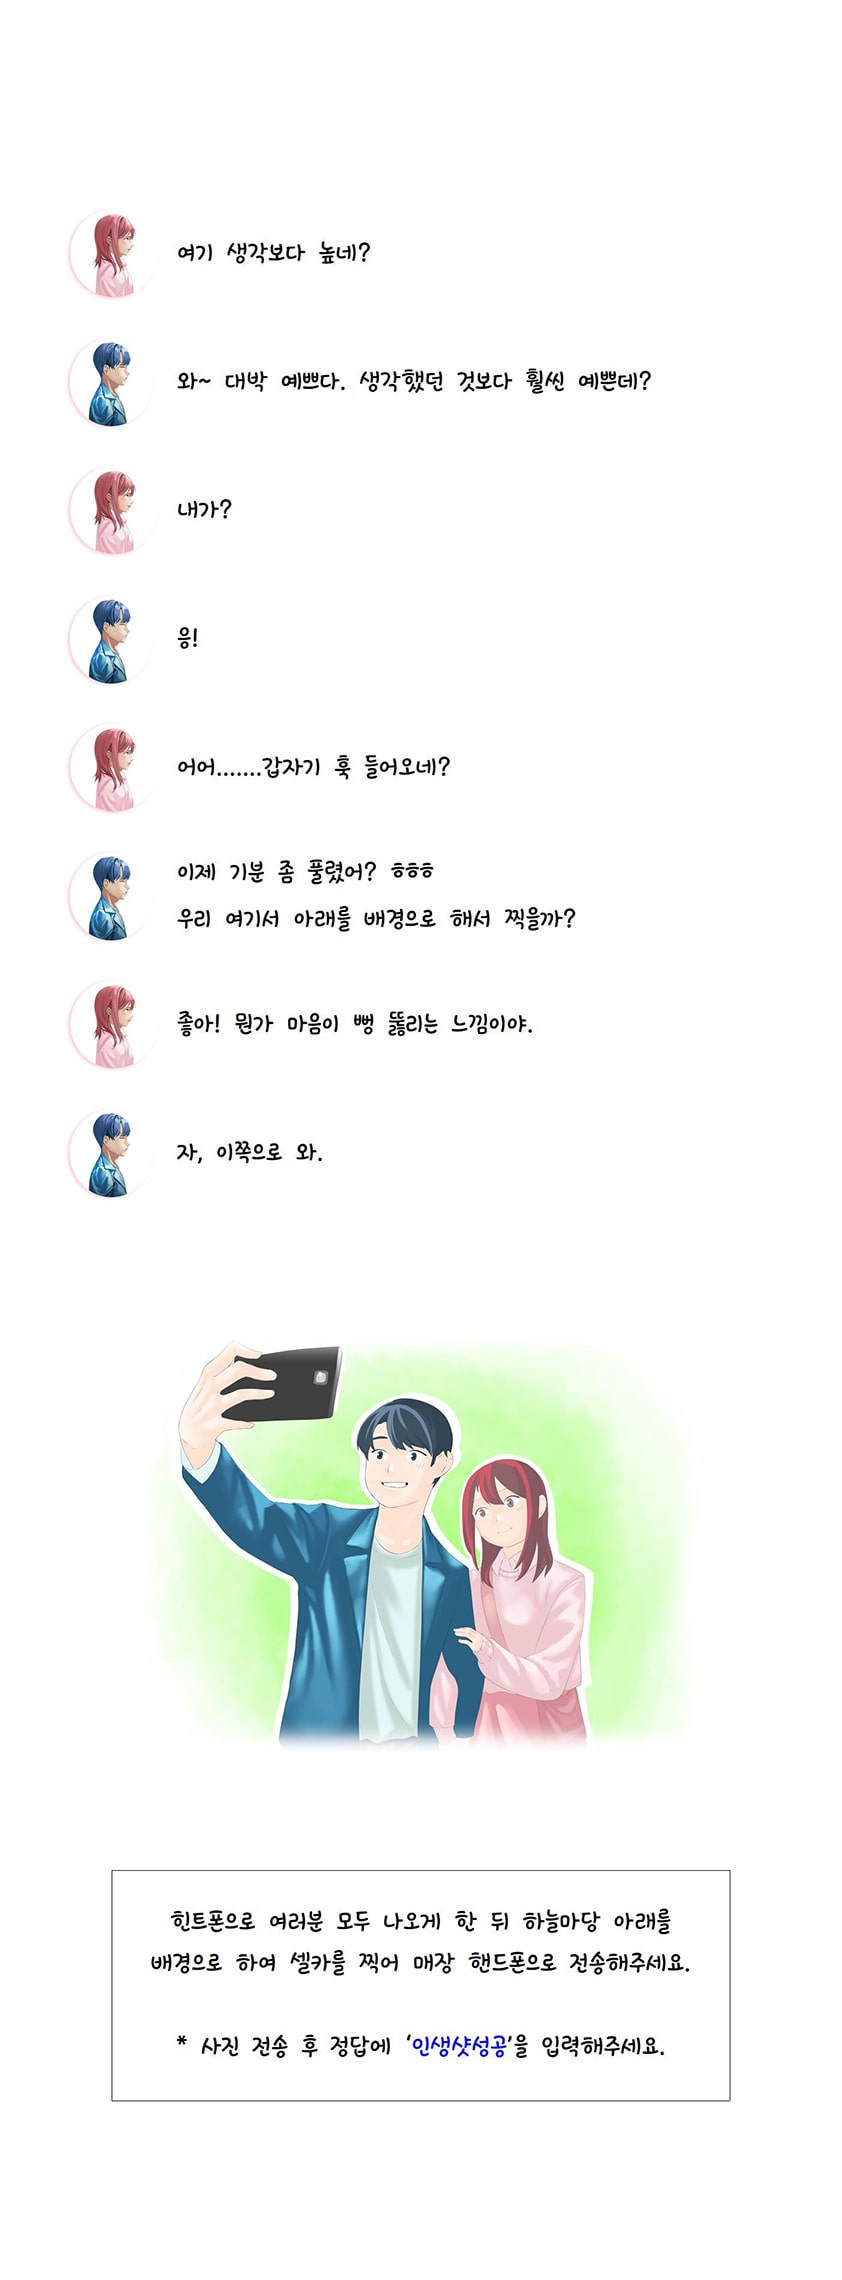 여기 생각보다 높네?
와~ 대박 예쁘다. 생각했던 것보다 훨씬 예쁜데?
내가?
응!
어어.......갑자기 훅 들어오네?
이제 기분 좀 풀렸어? ㅎㅎㅎ
우리 여기서 아래를 배경으로 해서 찍을까?
좋아! 뭔가 마음이 뻥 뚫리는 느낌이야.
자, 이쪽으로 와.
힌트폰으로 여러분 모두 나오게 한 뒤 하늘마당 아래를
배경으로 하여 셀카를 찍어 매장 핸드폰으로 전송해주세요.
* 사진 전송 후 정답에 '인생샷성공'을 입력해주세요.